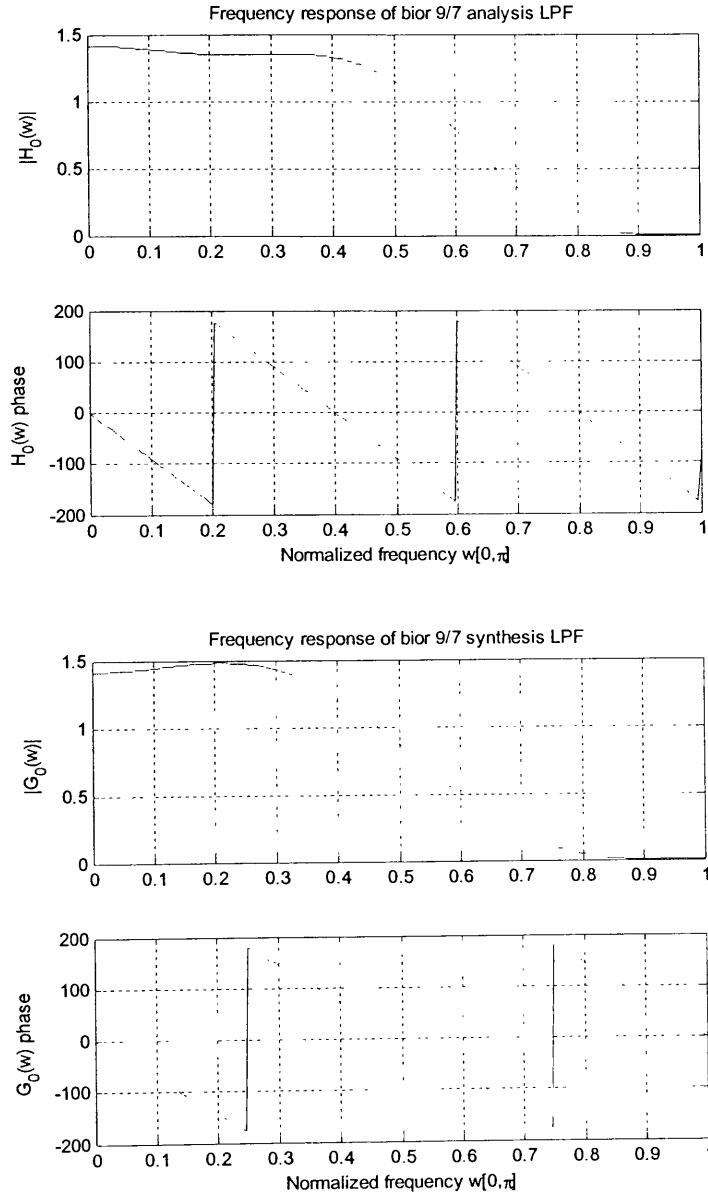 Frequency response of bior 9/7 analysis LPF
1.5
1
0.5
0
|H0(w)|
0 0.1 0.2 0.3 0.4 0.5 0.6 0.7 0.8 0.9 1
200
100
0
-100
-200
H0(w) phase
0 0.1 0.2 0.3 0.4 0.5 0.6 0.7 0.8 0.9 1
Normalized frequency w[0,π]
Frequency response of bior 9/7 synthesis LPF
1.5
1
0.5
0
|G0(w)|
0 0.1 0.2 0.3 0.4 0.5 0.6 0.7 0.8 0.9 1
200
100
0
-100
-200
G0(w) phase
0 0.1 0.2 0.3 0.4 0.5 0.6 0.7 0.8 0.9 1
Normalized frequency w[0,π]